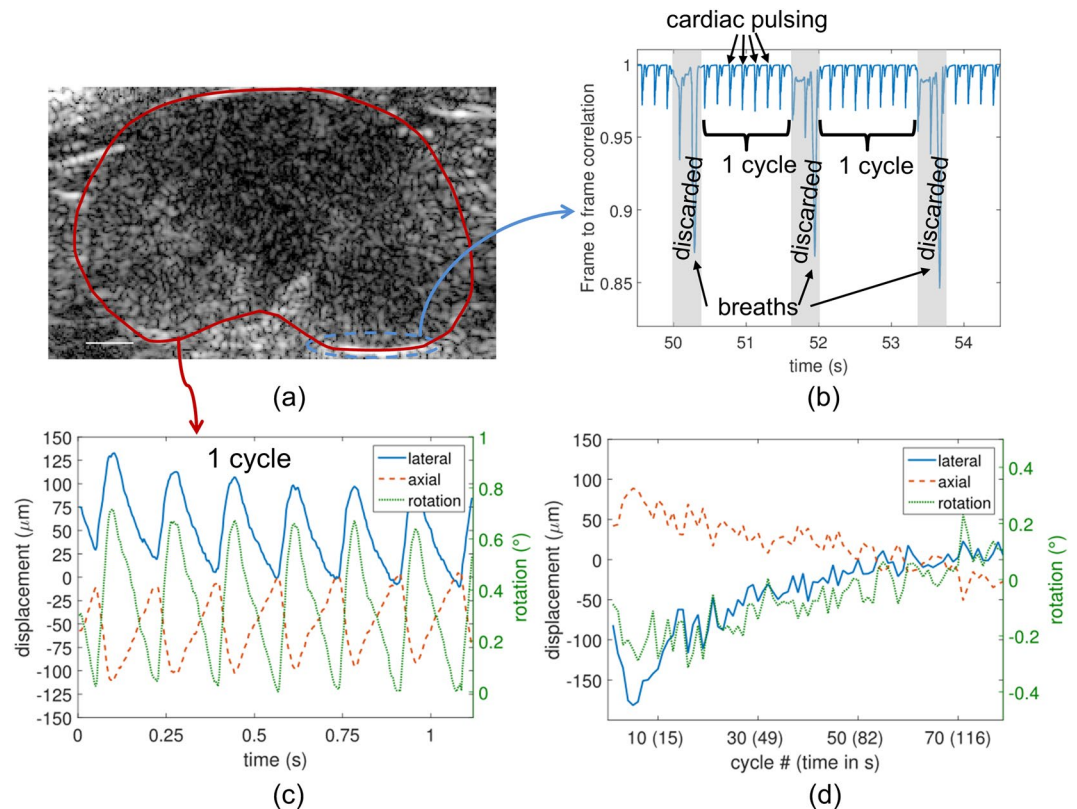 cardiac pulsing
1
0.95
0.9
0.85
Frame to frame correlation
discarded
discarded
discarded
1 cycle
1 cycle
breaths
50
51
52
53
54
time (s)
(a)
(b)
150
125
100
75
50
25
0
-25
-50
-75
-100
-125
-150
displacement (μm)
1 cycle
lateral
axial
rotation
1
0.8
0.6
0.4
0.2
0
rotation (°)
0
0.25
0.5
0.75
1
time (s)
(c)
150
100
50
0
-50
-100
-150
displacement (μm)
lateral
axial
rotation
0.4
0.2
0
-0.2
-0.4
rotation (°)
10 (15)
30 (49)
50 (82)
70 (116)
cycle # (time in s)
(d)